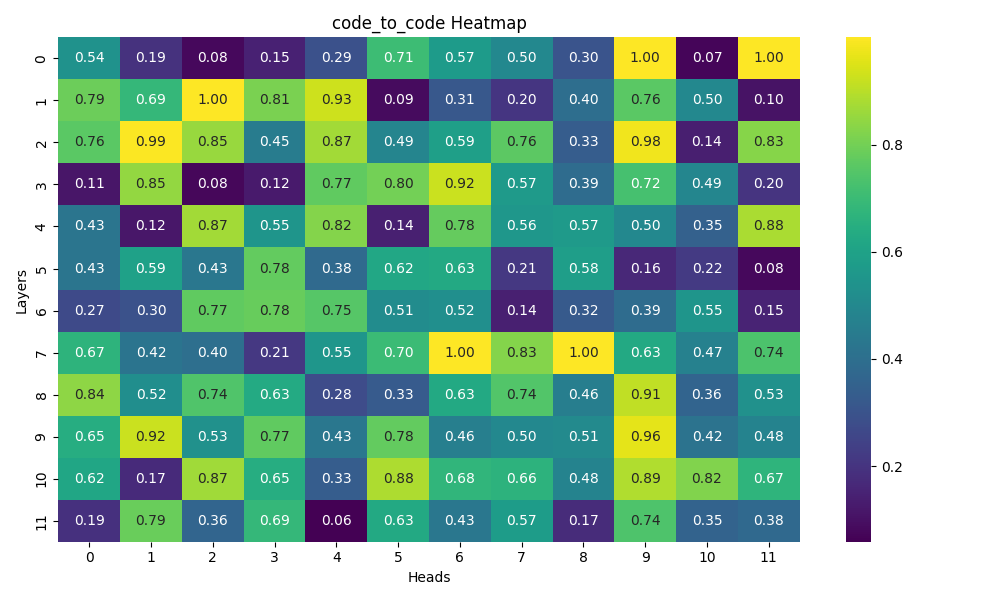 code_to_code Heatmap
0 0.54 0.19 0.08 0.15 0.29 0.71 0.57 0.50 0.30 1.00 0.07 1.00
1 0.79 0.69 1.00 0.81 0.93 0.09 0.31 0.20 0.40 0.76 0.50 0.10
2 0.76 0.99 0.85 0.45 0.87 0.49 0.59 0.76 0.33 0.98 0.14 0.83
3 0.11 0.85 0.08 0.12 0.77 0.80 0.92 0.57 0.39 0.72 0.49 0.20
4 0.43 0.12 0.87 0.55 0.82 0.14 0.78 0.56 0.57 0.50 0.35 0.88
5 0.43 0.59 0.43 0.78 0.38 0.62 0.63 0.21 0.58 0.16 0.22 0.08
6 0.27 0.30 0.77 0.78 0.75 0.51 0.52 0.14 0.32 0.39 0.55 0.15
7 0.67 0.42 0.40 0.21 0.55 0.70 1.00 0.83 1.00 0.63 0.47 0.74
8 0.84 0.52 0.74 0.63 0.28 0.33 0.63 0.74 0.46 0.91 0.36 0.53
9 0.65 0.92 0.53 0.77 0.43 0.78 0.46 0.50 0.51 0.96 0.42 0.48
10 0.62 0.17 0.87 0.65 0.33 0.88 0.68 0.66 0.48 0.89 0.82 0.67
11 0.19 0.79 0.36 0.69 0.06 0.63 0.43 0.57 0.17 0.74 0.35 0.38
0 1 2 3 4 5 6 7 8 9 10 11
Heads
Layers
0.8
0.6
0.4
0.2